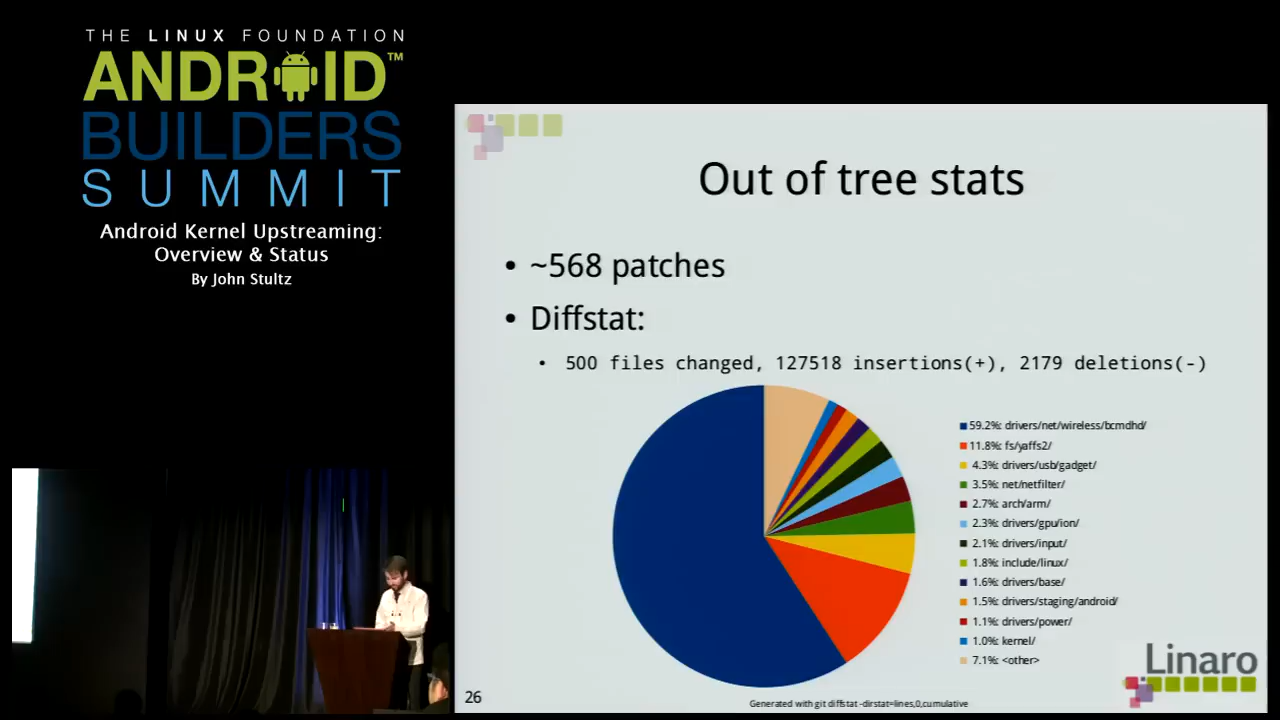 THE LINUX FOUNDATION
ANDROID™
BUILDERS
SUMMIT
Android Kernel Upstreaming:
Overview & Status
By John Stultz
Out of tree stats
• ~568 patches
• Diffstat:
• 500 files changed, 127518 insertions(+), 2179 deletions(-)
59.2%: drivers/net/wireless/bcmdhd/
11.8%: fs/yaffs2/
4.3%: drivers/usb/gadget/
3.5%: net/netfilter/
2.7%: arch/arm/
2.3%: drivers/gpu/ion/
2.1%: drivers/input/
1.8%: include/linux/
1.6%: drivers/base/
1.5%: drivers/staging/android/
1.1%: drivers/power/
1.0%: kernel/
7.1%: <other>
Linaro
26
Generated with git diffstat -dirstat=lines,0,cumulative